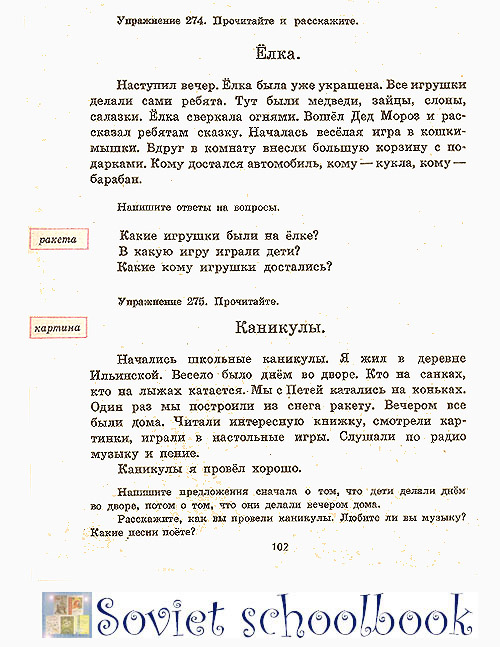 Упражнение 274. Прочитайте и расскажите.
Ёлка.
Наступил вечер. Ёлка была уже украшена. Все игрушки
делали сами ребята. Тут были медведи, зайцы, слоны,
салазки. Ёлка сверкала огнями. Вошёл Дед Мороз и рас-
сказал ребятам сказку. Началась весёлая игра в кошки-
мышки. Вдруг в комнату внесли большую корзину с по-
дарками. Кому достался автомобиль, кому — кукла, кому —
барабан.
Напишите ответы на вопросы.
ракета
Какие игрушки были на ёлке?
В какую игру играли дети?
Какие кому игрушки достались?
Упражнение 275. Прочитайте.
картина
Каникулы.
Начались школьные каникулы. Я жил в деревне
Ильинской. Весело было днём во дворе. Кто на санках,
кто на лыжах катается. Мы с Петей катались на коньках.
Один раз мы построили из снега ракету. Вечером все
были дома. Читали интересную книжку, смотрели кар-
тинки, играли в настольные игры. Слушали по радио
музыку и пение.
Каникулы я провёл хорошо.
Напишите предложения сначала о том, что дети делали днём
во дворе, потом о том, что они делали вечером дома.
Расскажите, как вы провели каникулы. Любите ли вы музыку?
Какие песни поёте?
102
Soviet schoolbook